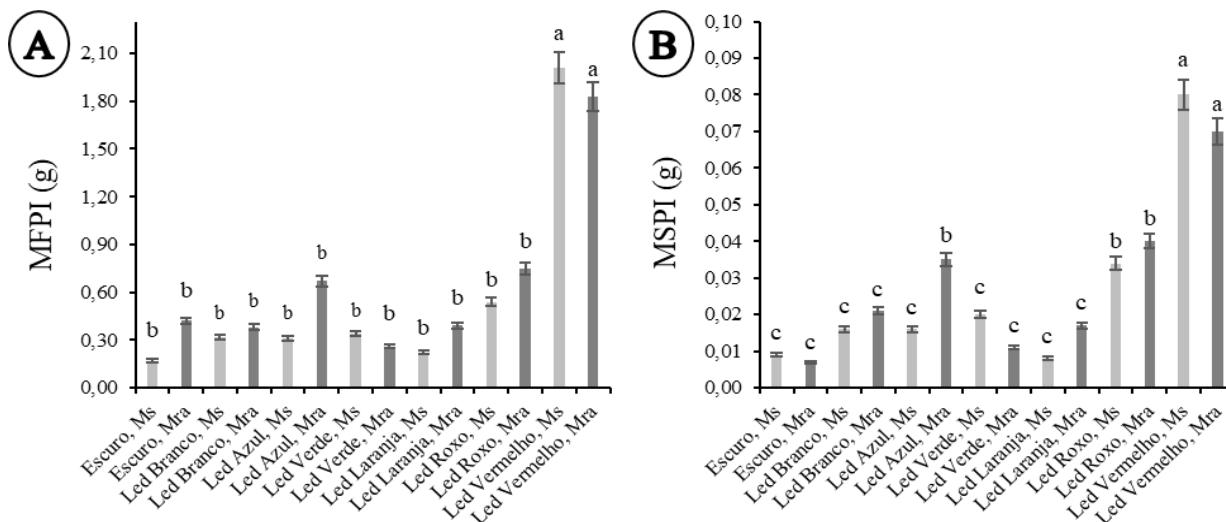 A
MFPI (g)
2,10
1,80
1,50
1,20
0,90
0,60
0,30
0,00
b
b
b
b
b
b
b
b
b
b
b
b
a
a
Escuro, Ms
Escuro, Mra
Led Branco, Ms
Led Branco, Mra
Led Azul, Ms
Led Azul, Mra
Led Verde, Ms
Led Verde, Mra
Led Laranja, Ms
Led Laranja, Mra
Led Roxo, Ms
Led Roxo, Mra
Led Vermelho, Ms
Led Vermelho, Mra
B
MSPI (g)
0,10
0,09
0,08
0,07
0,06
0,05
0,04
0,03
0,02
0,01
0,00
c
c
c
c
c
b
c
c
c
c
b
b
a
a
Escuro, Ms
Escuro, Mra
Led Branco, Ms
Led Branco, Mra
Led Azul, Ms
Led Azul, Mra
Led Verde, Ms
Led Verde, Mra
Led Laranja, Ms
Led Laranja, Mra
Led Roxo, Ms
Led Roxo, Mra
Led Vermelho, Ms
Led Vermelho, Mra